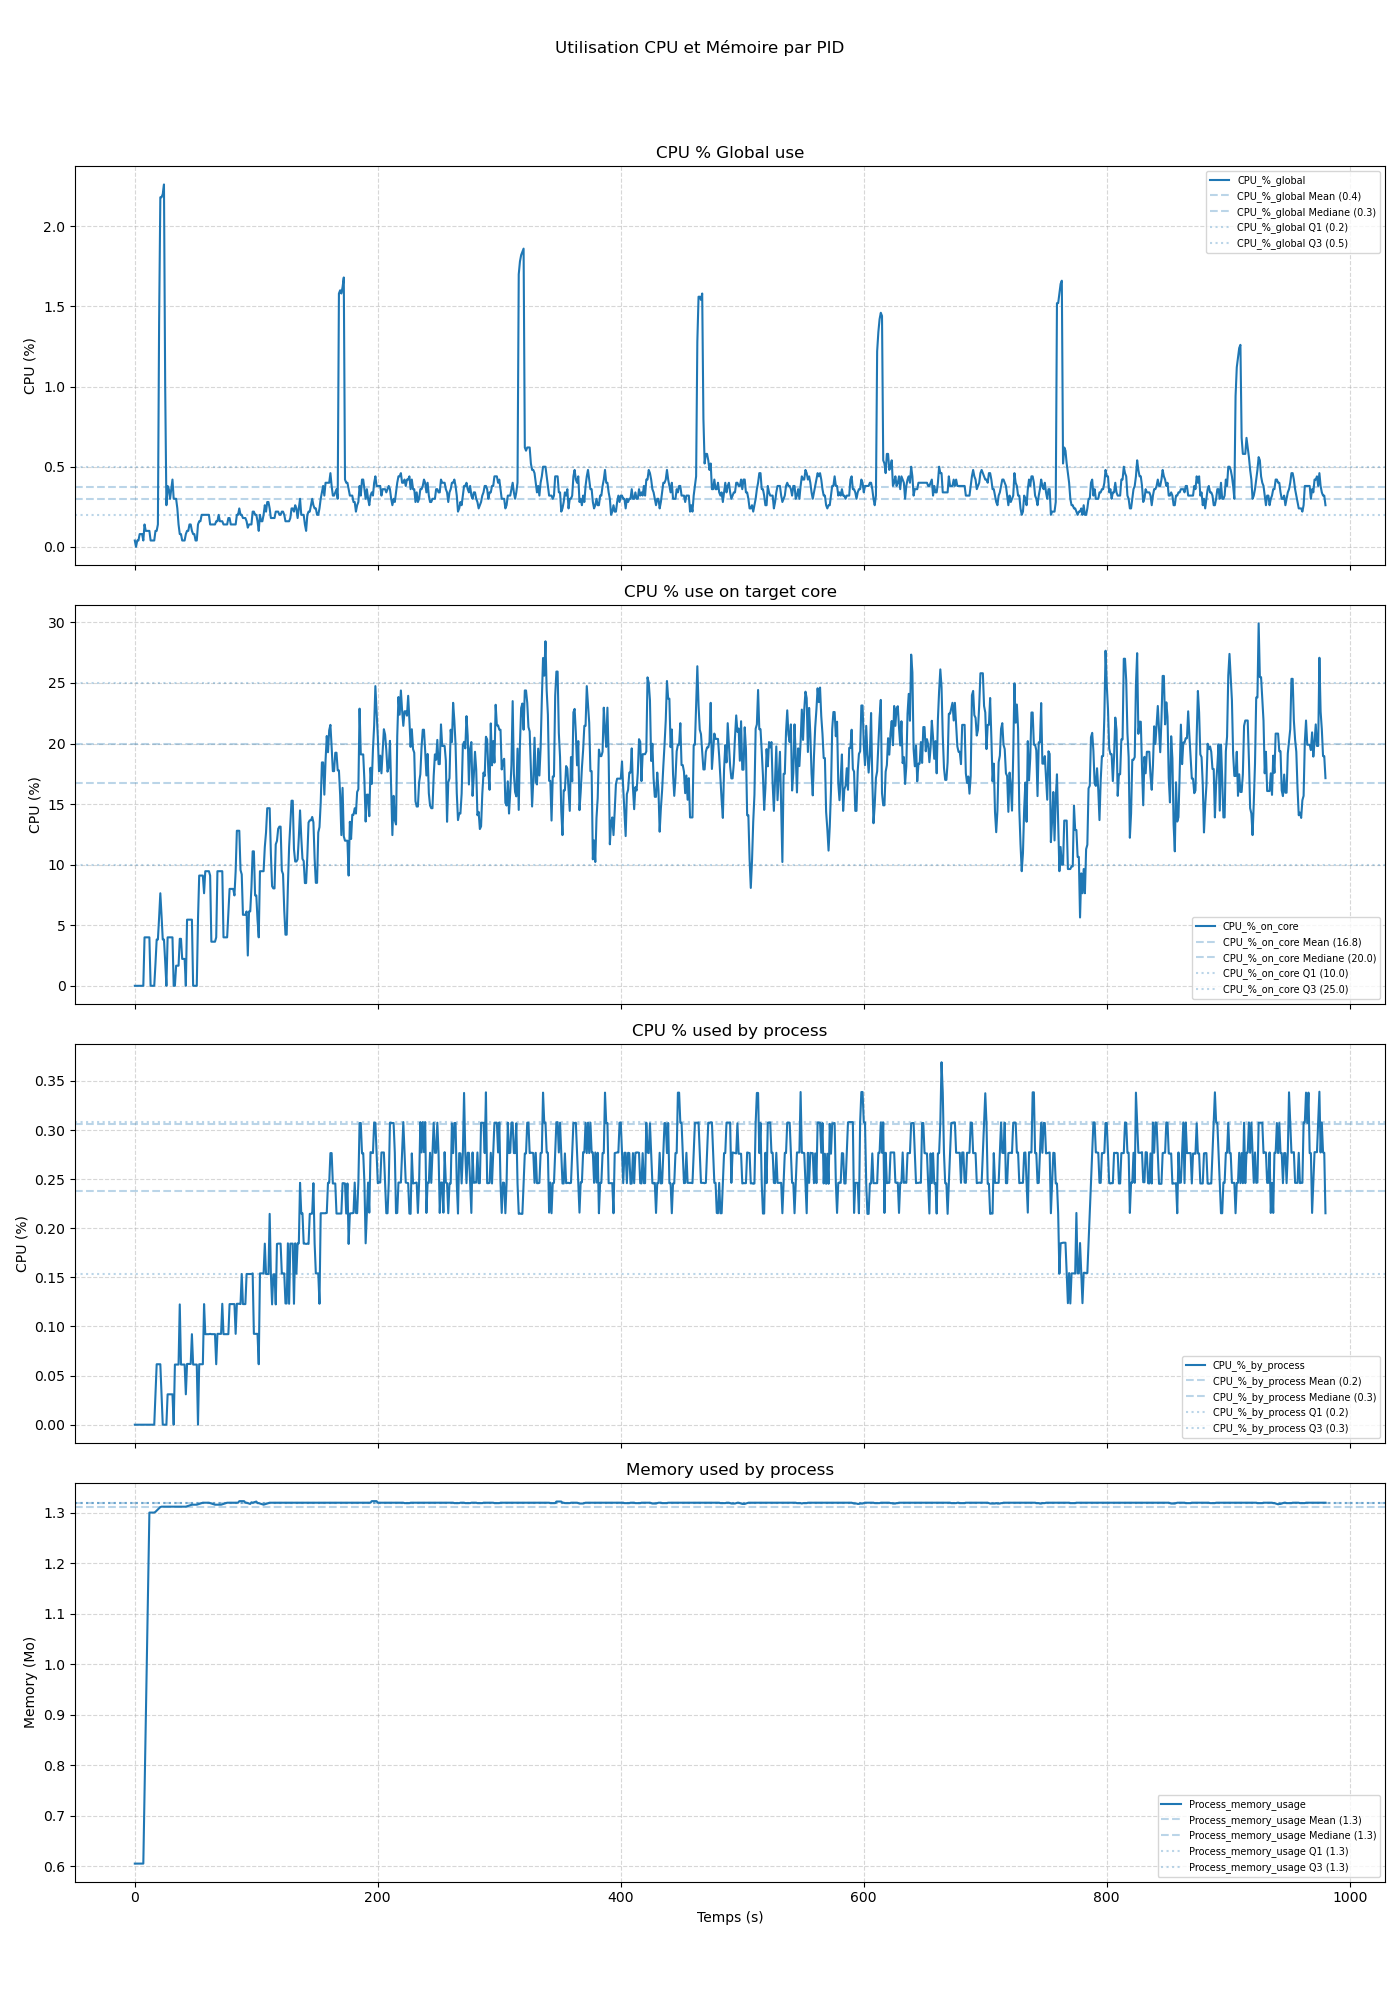 Utilisation CPU et Mémoire par PID
CPU % Global use
CPU (%)
2.0
1.5
1.0
0.5
0.0
CPU_%_global
CPU_%_global Mean (0.4)
CPU_%_global Mediane (0.3)
CPU_%_global Q1 (0.2)
CPU_%_global Q3 (0.5)
CPU % use on target core
CPU (%)
30
25
20
15
10
5
0
CPU_%_on_core
CPU_%_on_core Mean (16.8)
CPU_%_on_core Mediane (20.0)
CPU_%_on_core Q1 (10.0)
CPU_%_on_core Q3 (25.0)
CPU % used by process
CPU (%)
0.35
0.30
0.25
0.20
0.15
0.10
0.05
0.00
CPU_%_by_process
CPU_%_by_process Mean (0.2)
CPU_%_by_process Mediane (0.3)
CPU_%_by_process Q1 (0.2)
CPU_%_by_process Q3 (0.3)
Memory used by process
Memory (Mo)
1.3
1.2
1.1
1.0
0.9
0.8
0.7
0.6
Process_memory_usage
Process_memory_usage Mean (1.3)
Process_memory_usage Mediane (1.3)
Process_memory_usage Q1 (1.3)
Process_memory_usage Q3 (1.3)
0 200 400 600 800 1000
Temps (s)